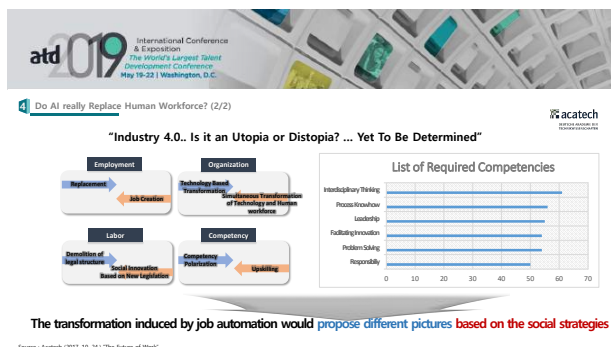 atd 2019
International Conference
& Exposition
The World's Largest Talent
Development Conference
May 19-22 | Washington, D.C.
4 Do AI really Replace Human Workforce? (2/2)
acatech
DEUTSCHE AKADEMIE DER
TECHNIKWISSENSCHAFTEN
“Industry 4.0.. Is it an Utopia or Distopia? ... Yet To Be Determined”
Employment
Replacement
Job Creation
Organization
Technology Based
Transformation
Simultaneous Transformation
of Technology and Human
workforce
Labor
Demolition of
legal structure
Social Innovation
Based on New Legislation
Competency
Competency
Polarization
Upskilling
List of Required Competencies
Interdisciplinary Thinking
Process Knowhow
Leadership
Facilitating Innovation
Problem Solving
Responsibility
0 10 20 30 40 50 60 70
The transformation induced by job automation would propose different pictures based on the social strategies